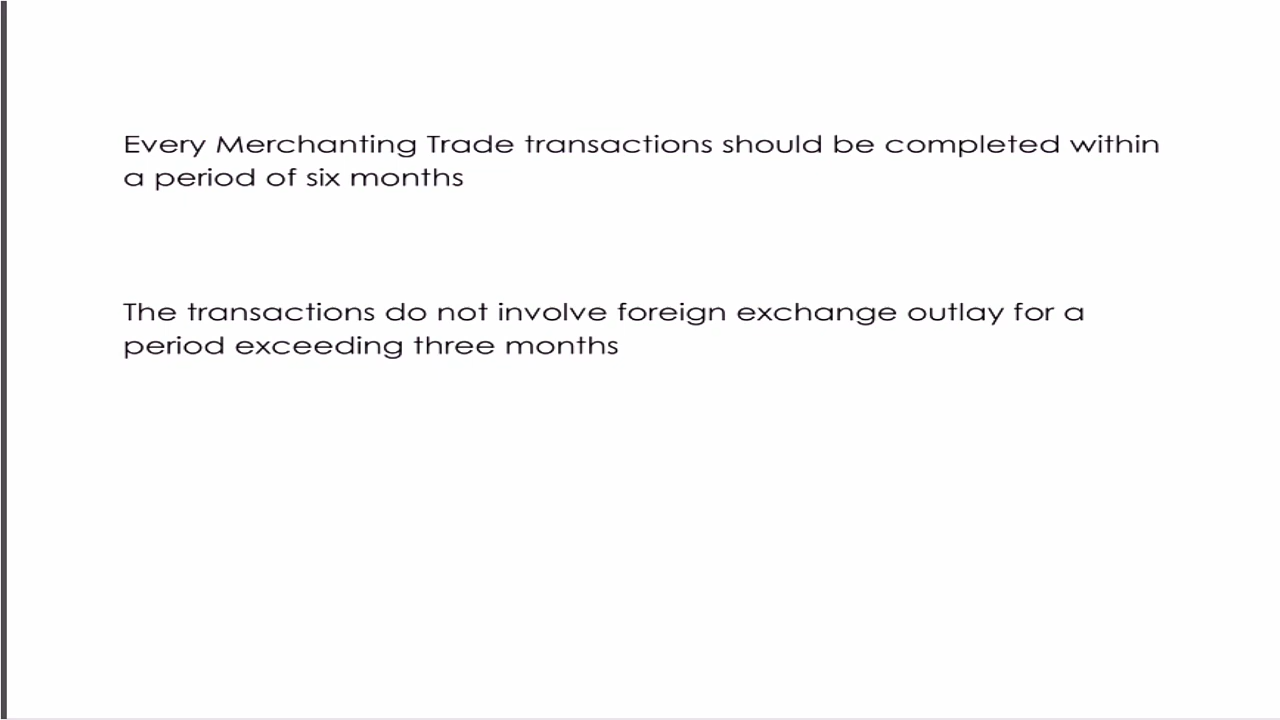 Every Merchanting Trade transactions should be completed within
a period of six months
The transactions do not involve foreign exchange outlay for a
period exceeding three months